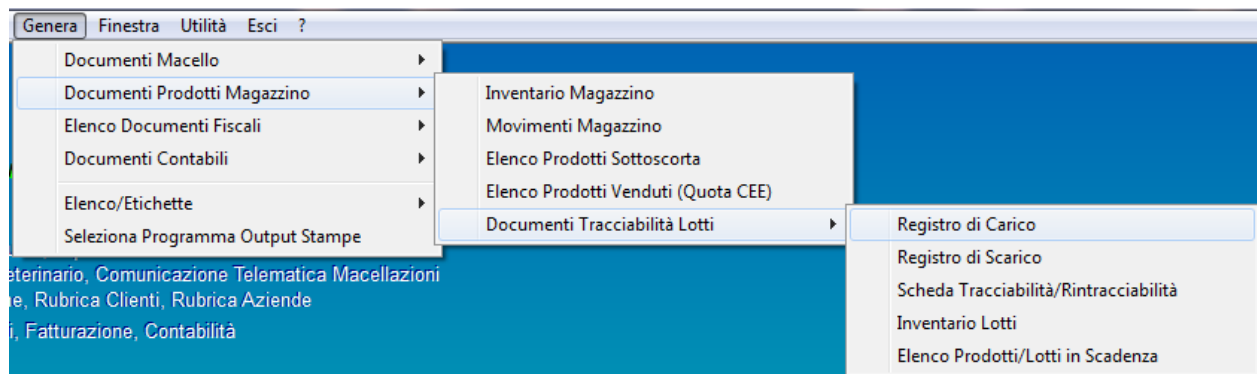 Genera Finestra Utilità Esci ?
Documenti Macello
Documenti Prodotti Magazzino
Elenco Documenti Fiscali
Documenti Contabili
Elenco/Etichette
Seleziona Programma Output Stampe
Inventario Magazzino
Movimenti Magazzino
Elenco Prodotti Sottoscorta
Elenco Prodotti Venduti (Quota CEE)
Documenti Tracciabilità Lotti
Registro di Carico
Registro di Scarico
Scheda Tracciabilità/Rintracciabilità
Inventario Lotti
Elenco Prodotti/Lotti in Scadenza
eterinario, Comunicazione Telematica Macellazioni
e, Rubrica Clienti, Rubrica Aziende
i, Fatturazione, Contabilità